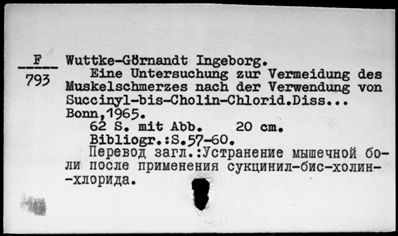 F
793
Wuttke-Görnandt Ingeborg.
Eine Untersuchung zur Vermeidung des
Muskelschmerzes nach der Verwendung von
Succinyl-bis-Cholin-Chlorid.Diss...
Bonn,1965.
62 S. mit Abb. 20 cm.
Bibliogr.:S.57-60.
Перевод загл.:Устранение мышечной бо-
ли после применения сукцинил-бис-холин-
-хлорида.